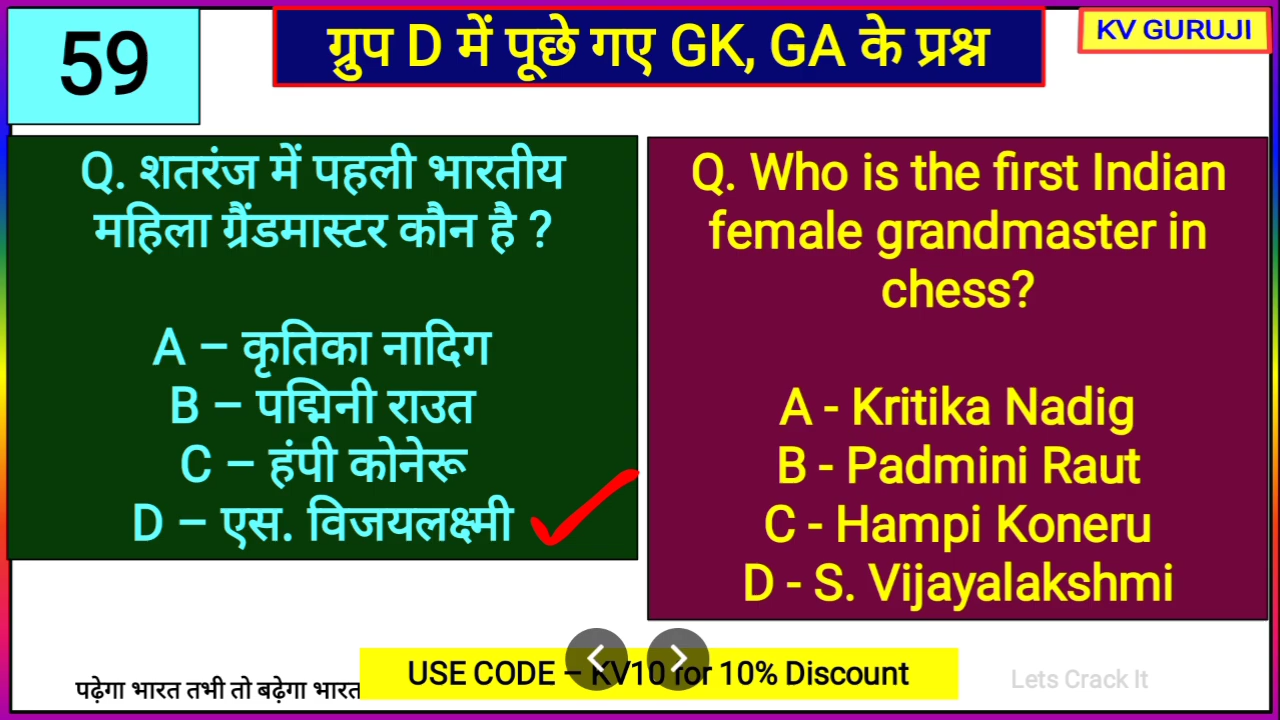 59
ग्रुप D में पूछे गए GK, GA के प्रश्न
KV GURUJI
Q. शतरंज में पहली भारतीय
महिला ग्रैंडमास्टर कौन है ?
A – कृतिका नादिग
B – पद्मिनी राउत
C – हंपी कोनेरू
D – एस. विजयलक्ष्मी
Q. Who is the first Indian
female grandmaster in
chess?
A - Kritika Nadig
B - Padmini Raut
C - Hampi Koneru
D - S. Vijayalakshmi
पढ़ेगा भारत तभी तो बढ़ेगा भारत
USE CODE – KV10 for 10% Discount
Lets Crack It